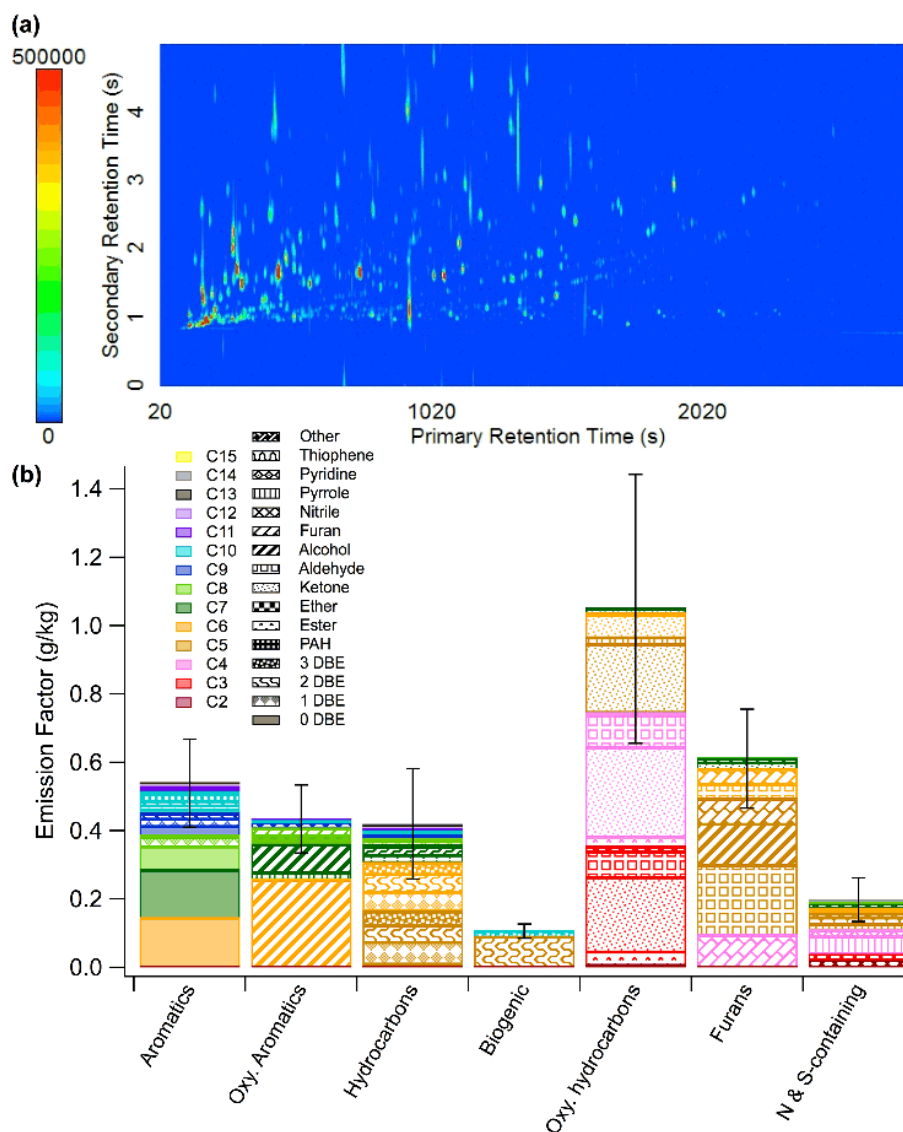 (a)
500000
0
Secondary Retention Time (s)
4
3
2
1
0
20
1020
2020
Primary Retention Time (s)
(b)
C15
C14
C13
C12
C11
C10
C9
C8
C7
C6
C5
C4
C3
C2
Other
Thiophene
Pyridine
Pyrrole
Nitrile
Furan
Alcohol
Aldehyde
Ketone
Ether
Ester
PAH
3 DBE
2 DBE
1 DBE
0 DBE
Emission Factor (g/kg)
1.4
1.2
1.0
0.8
0.6
0.4
0.2
0.0
Aromatics
Oxy. Aromatics
Hydrocarbons
Biogenic
Oxy. hydrocarbons
Furans
N & S-containing